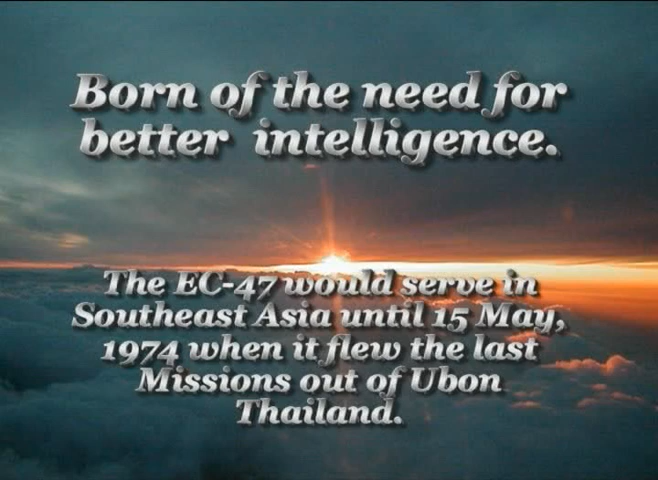 Born of the need for
better intelligence.
The EC-47 would serve in
Southeast Asia until 15 May,
1974 when it flew the last
Missions out of Ubon
Thailand.